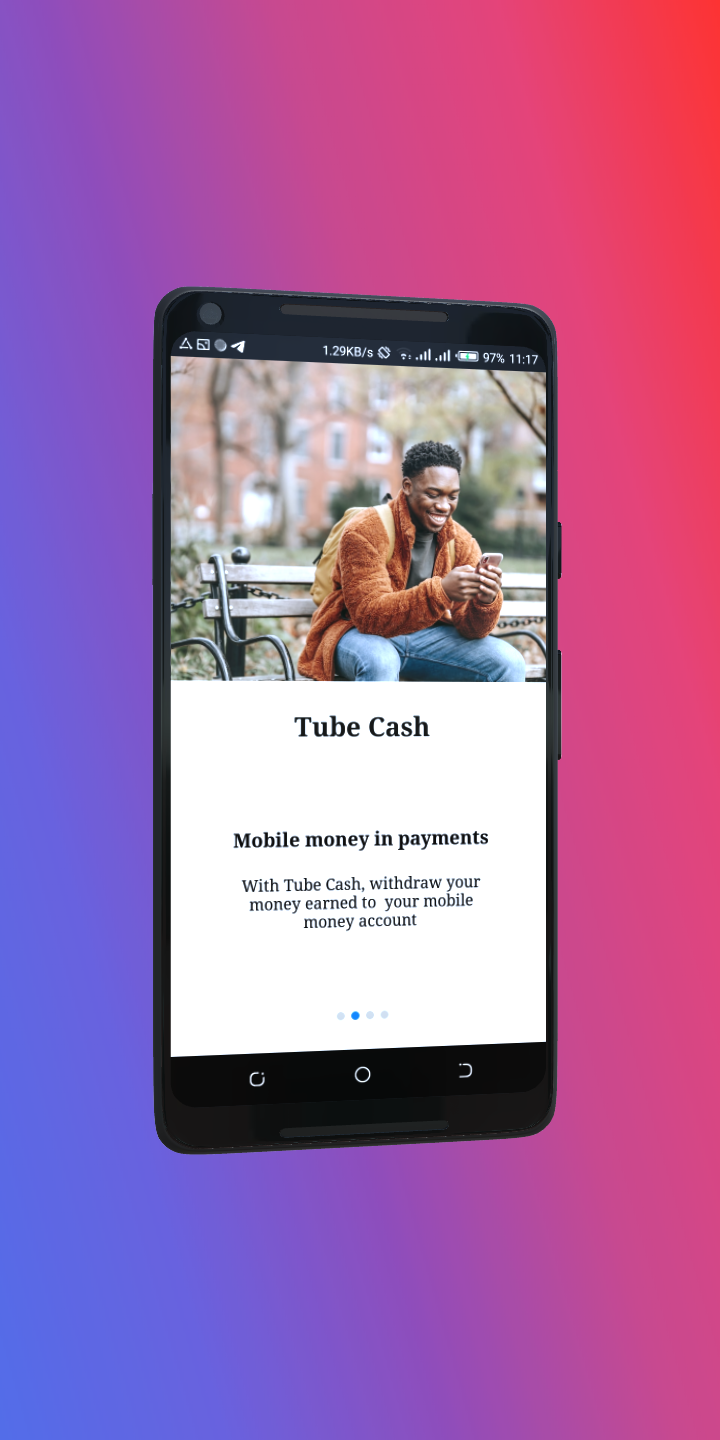 1.29KB/s 97% 11:17
Tube Cash
Mobile money in payments
With Tube Cash, withdraw your
money earned to  your mobile
money account